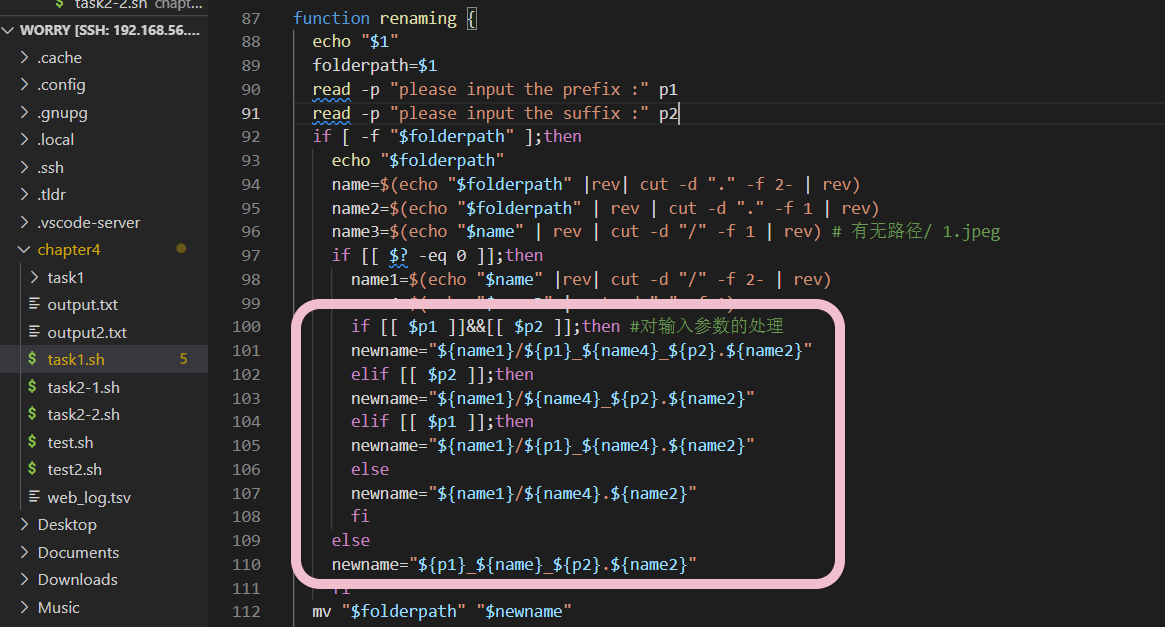 task2-2.sh chapt...
WORRY [SSH: 192.168.56....
.cache
.config
.gnupg
.local
.ssh
.tldr
.vscode-server
chapter4
task1
output.txt
output2.txt
$ task1.sh 5
$ task2-1.sh
$ task2-2.sh
$ test.sh
$ test2.sh
web_log.tsv
Desktop
Documents
Downloads
Music
87 function renaming {
88 echo "$1"
89 folderpath=$1
90 read -p "please input the prefix :" p1
91 read -p "please input the suffix :" p2
92 if [ -f "$folderpath" ];then
93 echo "$folderpath"
94 name=$(echo "$folderpath" |rev| cut -d "." -f 2- | rev)
95 name2=$(echo "$folderpath" | rev | cut -d "." -f 1 | rev)
96 name3=$(echo "$name" | rev | cut -d "/" -f 1 | rev) # 有无路径/ 1.jpeg
97 if [[ $? -eq 0 ]];then
98 name1=$(echo "$name" |rev| cut -d "/" -f 2- | rev)
99
100 if [[ $p1 ]]&&[[ $p2 ]];then #对输入参数的处理
101 newname="${name1}/${p1}_${name4}_${p2}.${name2}"
102 elif [[ $p2 ]];then
103 newname="${name1}/${name4}_${p2}.${name2}"
104 elif [[ $p1 ]];then
105 newname="${name1}/${p1}_${name4}.${name2}"
106 else
107 newname="${name1}/${name4}.${name2}"
108 fi
109 else
110 newname="${p1}_${name}_${p2}.${name2}"
111 fi
112 mv "$folderpath" "$newname"